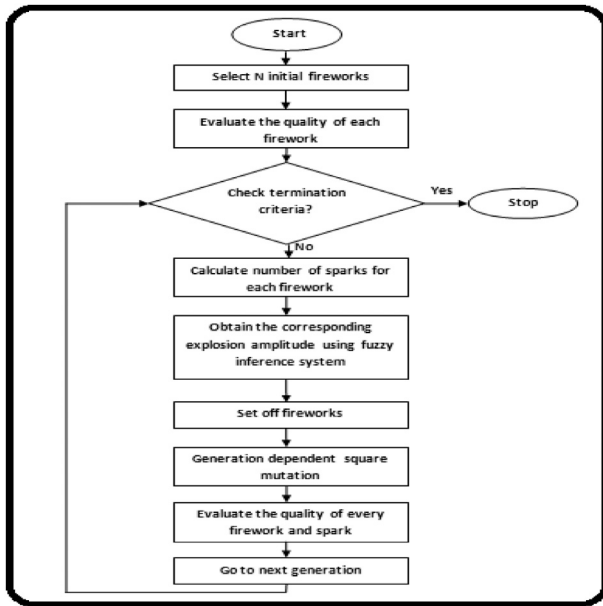 Start
Select N initial fireworks
Evaluate the quality of each
firework
Check termination
criteria?
Yes
Stop
No
Calculate number of sparks for
each firework
Obtain the corresponding
explosion amplitude using fuzzy
inference system
Set off fireworks
Generation dependent square
mutation
Evaluate the quality of every
firework and spark
Go to next generation